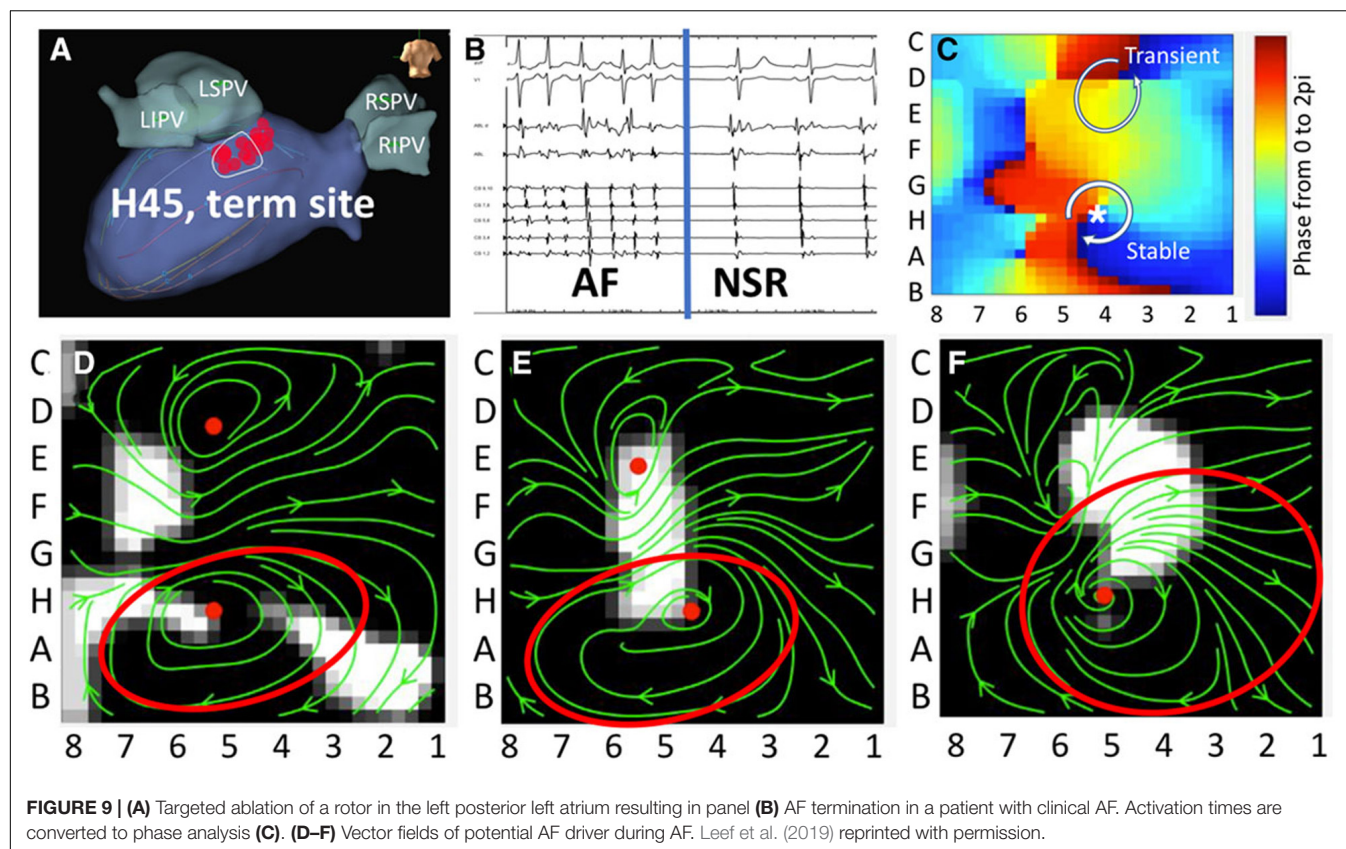 A
LSPV
LIPV
RSPV
RIPV
H45, term site
B
V1
AF
NSR
C
C
D
E
F
G
H
A
B
Transient
*
Stable
8 7 6 5 4 3 2 1
Phase from 0 to 2pi
D
C
D
E
F
G
H
A
B
8 7 6 5 4 3 2 1
E
C
D
E
F
G
H
A
B
8 7 6 5 4 3 2 1
F
C
D
E
F
G
H
A
B
8 7 6 5 4 3 2 1
FIGURE 9 | (A) Targeted ablation of a rotor in the left posterior left atrium resulting in panel (B) AF termination in a patient with clinical AF. Activation times are
converted to phase analysis (C). (D–F) Vector fields of potential AF driver during AF. Leef et al. (2019) reprinted with permission.